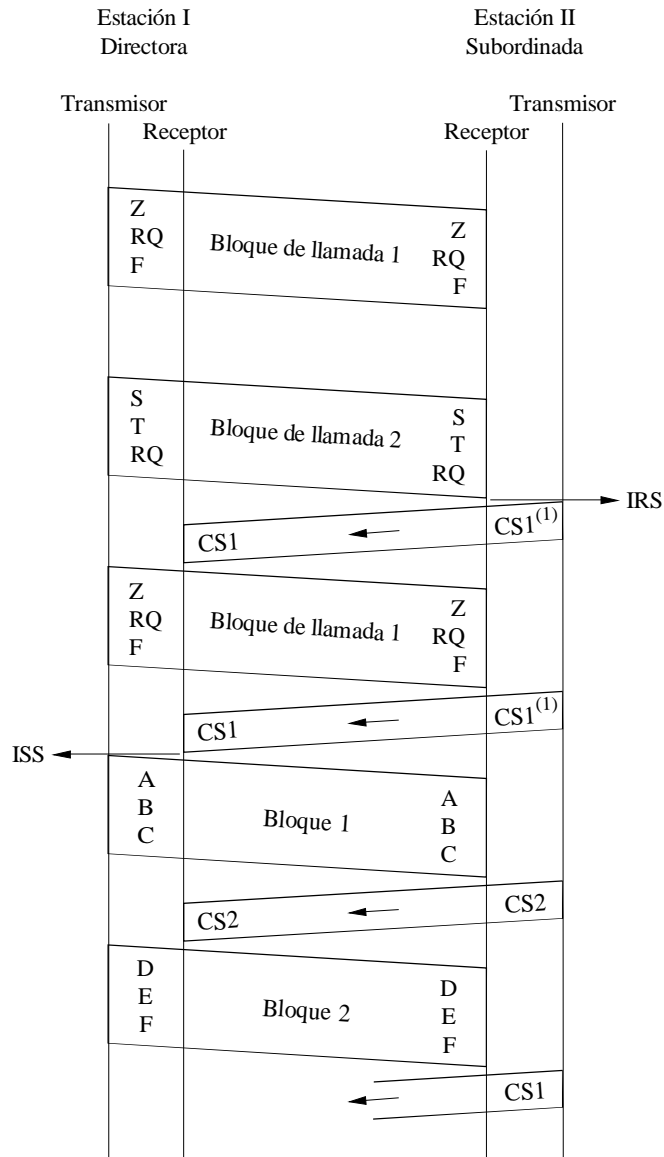 Estación I
Directora
Estación II
Subordinada
Transmisor
Receptor
Receptor
Transmisor
Z
RQ
F
Bloque de llamada 1
Z
RQ
F
S
T
RQ
Bloque de llamada 2
S
T
RQ
IRS
CS1
CS1(1)
Z
RQ
F
Bloque de llamada 1
Z
RQ
F
CS1
CS1(1)
ISS
A
B
C
Bloque 1
A
B
C
CS2
CS2
D
E
F
Bloque 2
D
E
F
CS1